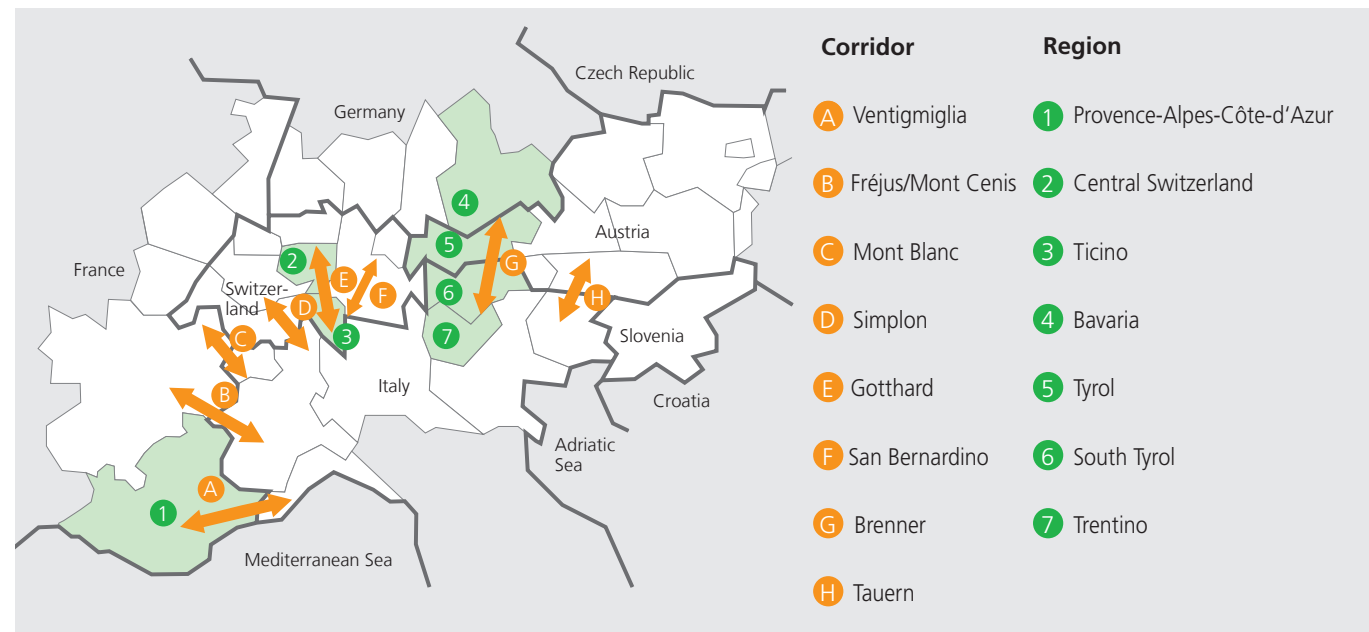 Czech Republic
Germany
4
5
Austria
France
2
Switzer-
land
E
F
G
H
D
6
3
7
C
Slovenia
B
Italy
Croatia
Adriatic
Sea
A
1
Mediterranean Sea
Corridor
A Ventigmiglia
B Fréjus/Mont Cenis
C Mont Blanc
D Simplon
E Gotthard
F San Bernardino
G Brenner
H Tauern
Region
1 Provence-Alpes-Côte-d‘Azur
2 Central Switzerland
3 Ticino
4 Bavaria
5 Tyrol
6 South Tyrol
7 Trentino